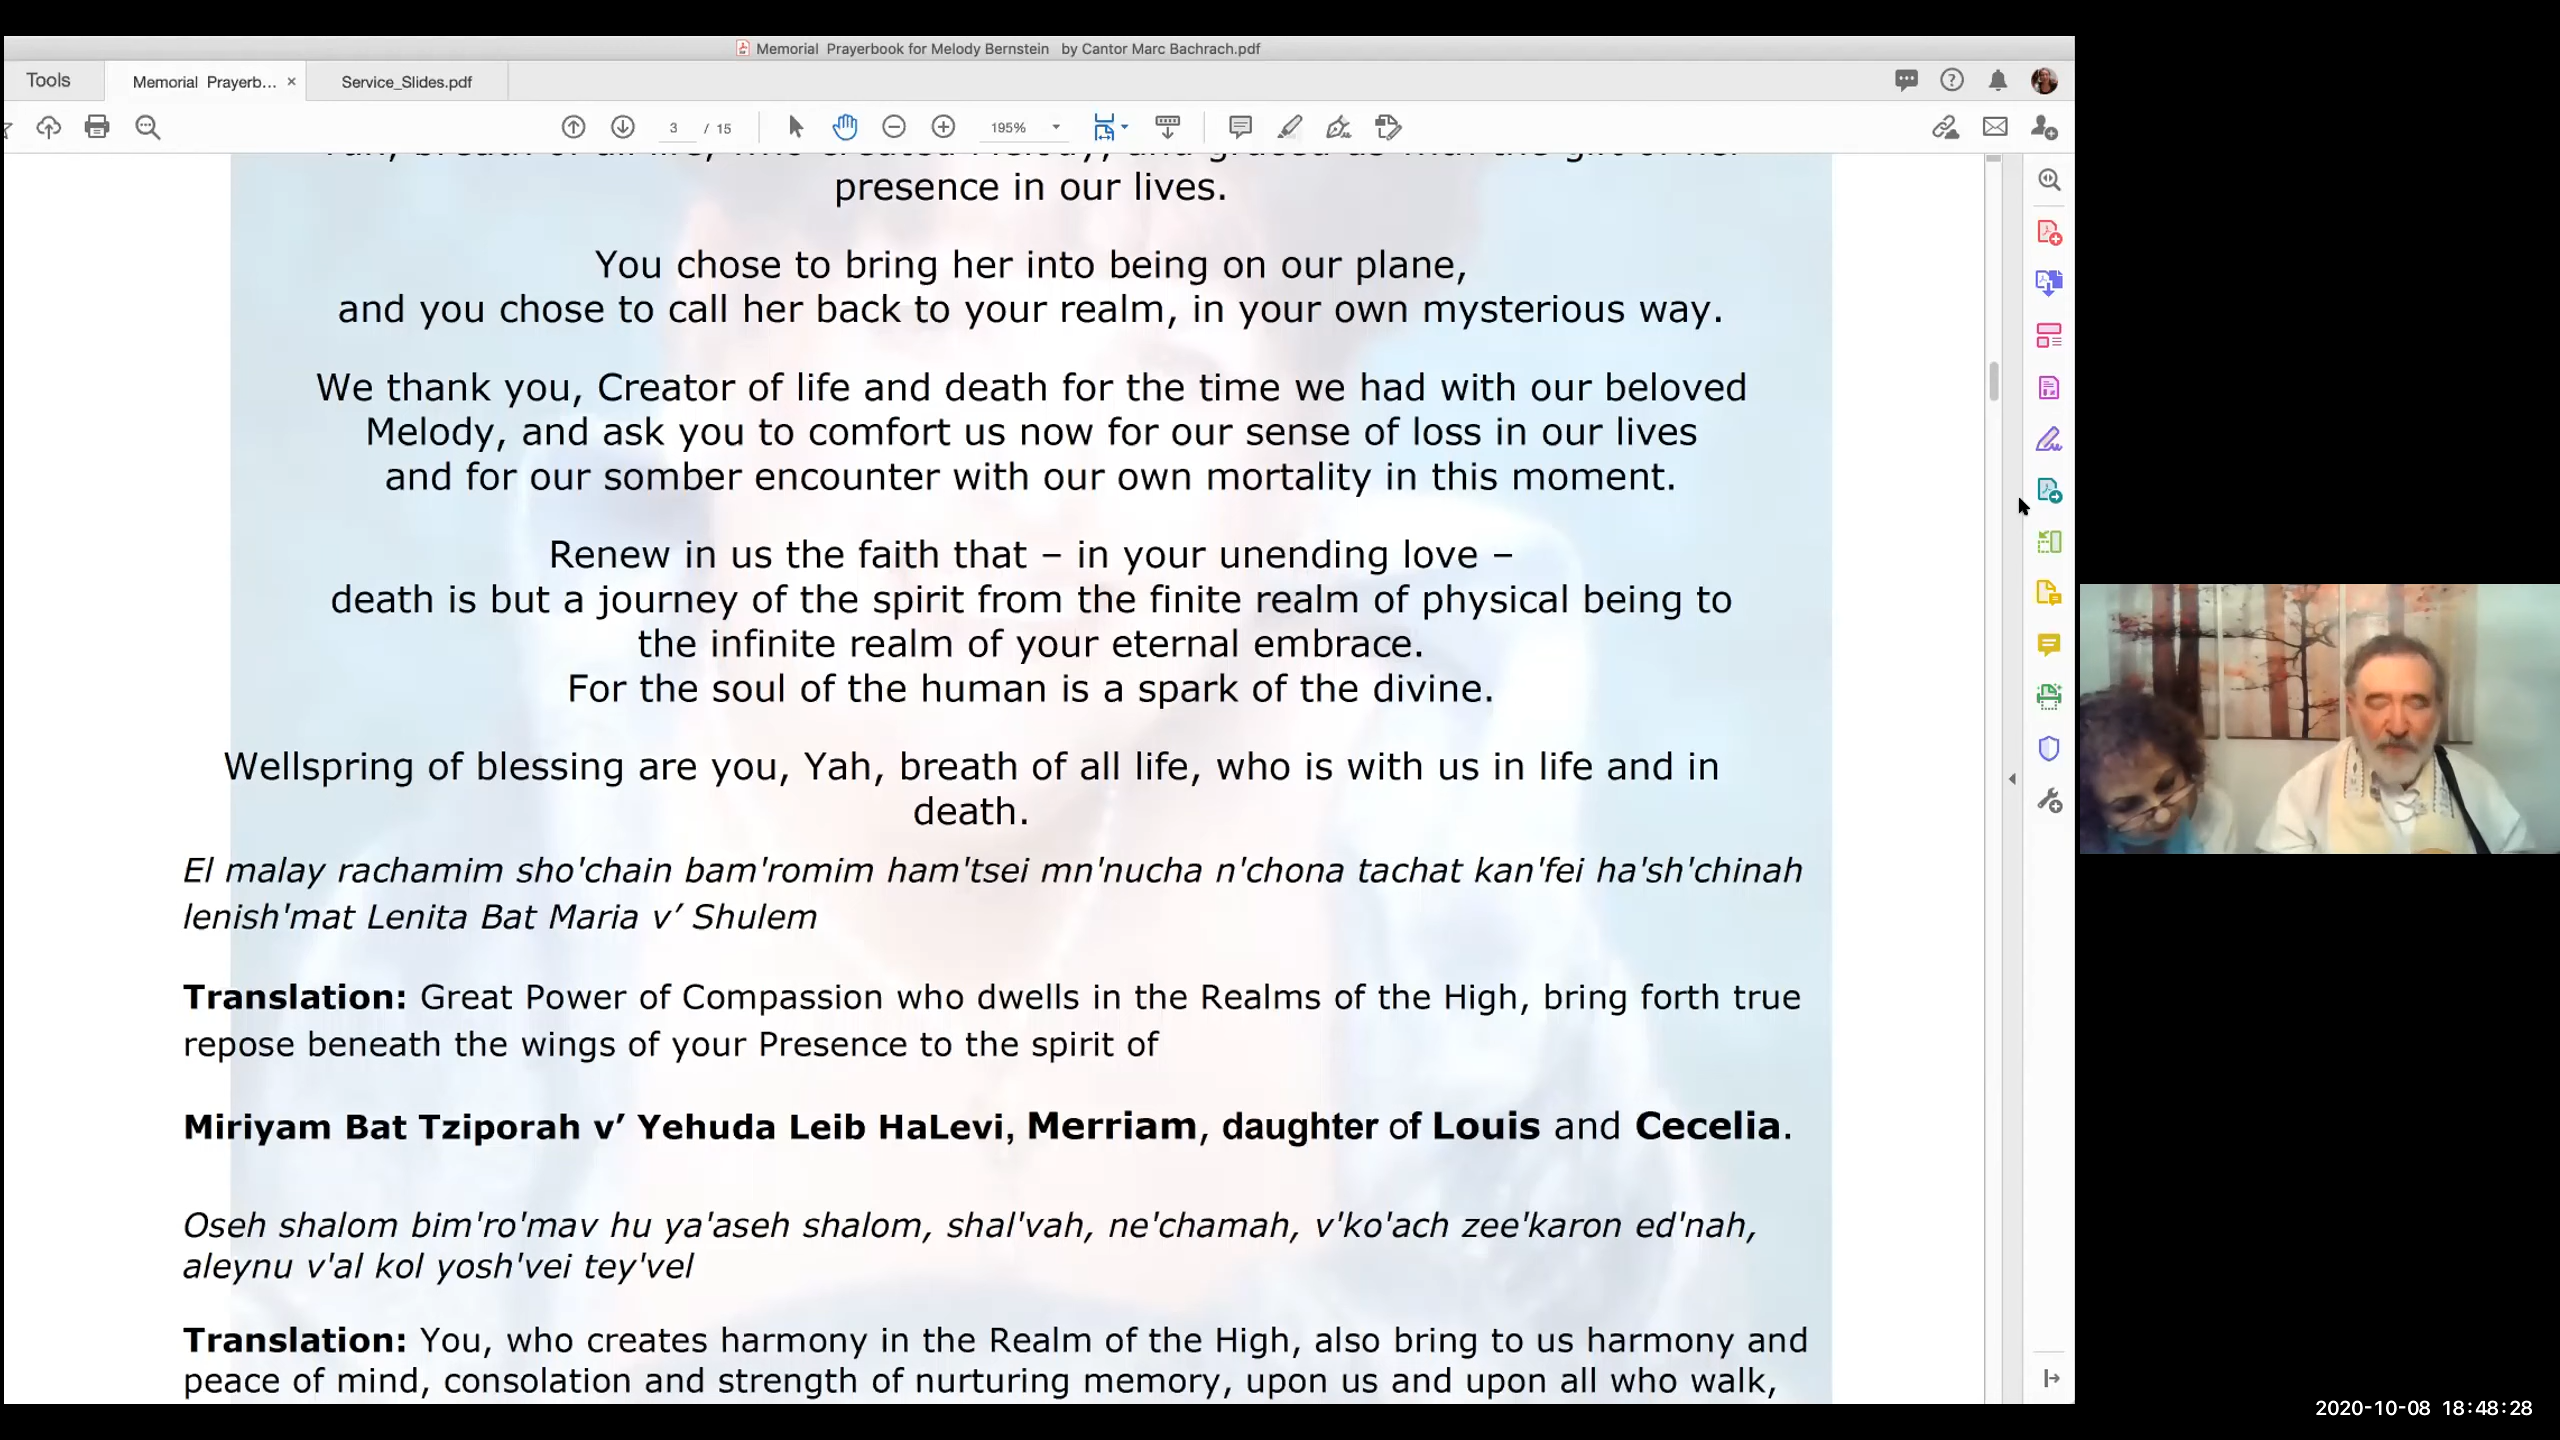 Memorial  Prayerbook for Melody Bernstein   by Cantor Marc Bachrach.pdf
Tools
Memorial  Prayerb... ×
Service_Slides.pdf
3 / 15
195%
presence in our lives.
You chose to bring her into being on our plane,
and you chose to call her back to your realm, in your own mysterious way.
We thank you, Creator of life and death for the time we had with our beloved
Melody, and ask you to comfort us now for our sense of loss in our lives
and for our somber encounter with our own mortality in this moment.
Renew in us the faith that – in your unending love –
death is but a journey of the spirit from the finite realm of physical being to
the infinite realm of your eternal embrace.
For the soul of the human is a spark of the divine.
Wellspring of blessing are you, Yah, breath of all life, who is with us in life and in
death.
El malay rachamim sho'chain bam'romim ham'tsei mn'nucha n'chona tachat kan'fei ha'sh'chinah
lenish'mat Lenita Bat Maria v’ Shulem
Translation: Great Power of Compassion who dwells in the Realms of the High, bring forth true
repose beneath the wings of your Presence to the spirit of
Miriyam Bat Tziporah v’ Yehuda Leib HaLevi, Merriam, daughter of Louis and Cecelia.
Oseh shalom bim'ro'mav hu ya'aseh shalom, shal'vah, ne'chamah, v'ko'ach zee'karon ed'nah,
aleynu v'al kol yosh'vei tey'vel
Translation: You, who creates harmony in the Realm of the High, also bring to us harmony and
peace of mind, consolation and strength of nurturing memory, upon us and upon all who walk,
2020-10-08 18:48:28